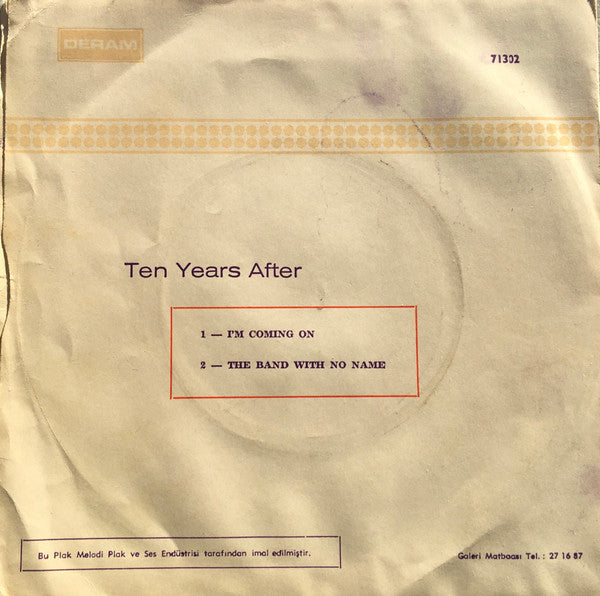 DERAM
71302
Ten Years After
1 — I'M COMING ON
2 — THE BAND WITH NO NAME
Bu Plak Melodi Plak ve Ses Endüstrisi tarafından imal edilmiştir.
Galeri Matbaası Tel. : 27 16 87